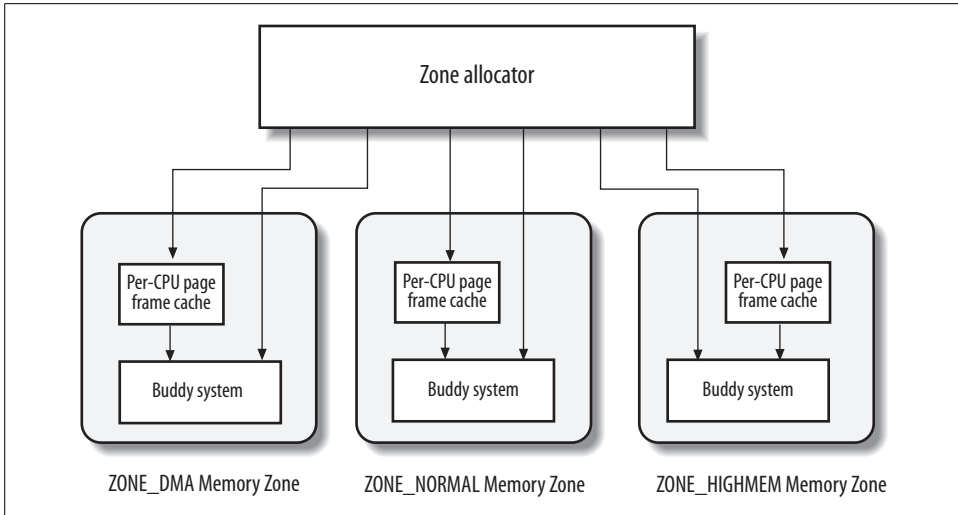 Zone allocator
Per-CPU page
frame cache
Buddy system
Per-CPU page
frame cache
Buddy system
Per-CPU page
frame cache
Buddy system
ZONE_DMA Memory Zone
ZONE_NORMAL Memory Zone
ZONE_HIGHMEM Memory Zone